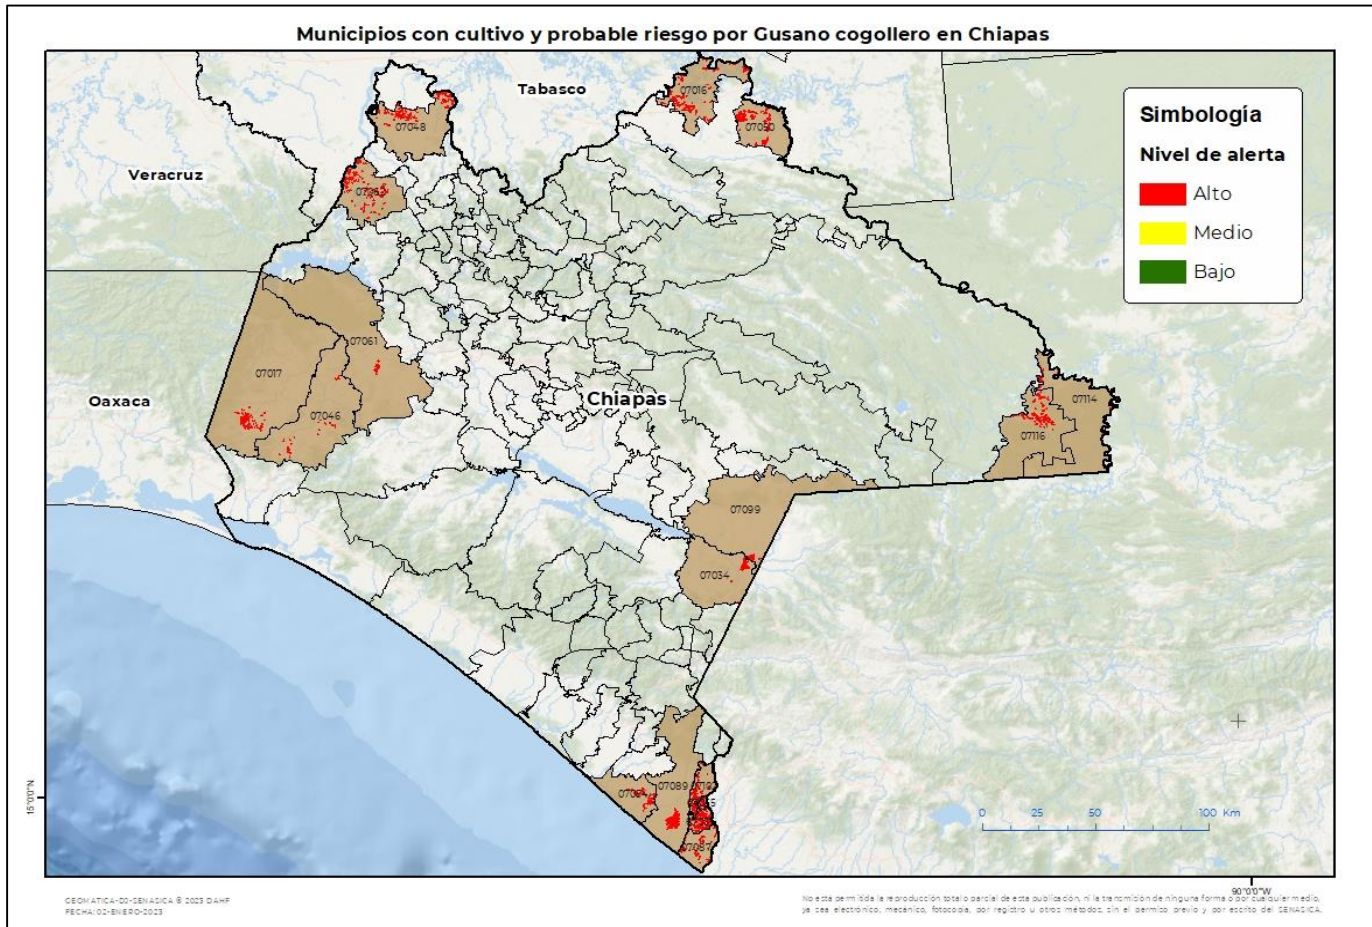 Municipios con cultivo y probable riesgo por Gusano cogollero en Chiapas
Tabasco
07016
07048
07050
Simbología
Nivel de alerta
Alto
Medio
Bajo
Veracruz
07061
07017
Oaxaca
07046
Chiapas
07114
07116
07099
07034
07089
07087
15°0'0"N
0 50 100 Km
90°0'0"W
GEOMATICA-DJ-SENASICA ® 2023 DAHF
FECHA: 02-ENERO-2023
No está permitida la reproducción total o parcial de esta publicación, ni la transmisión de ninguna forma o por cualquier medio,
ya sea electrónico, mecánico, fotocopia, por registro u otros métodos, sin el permiso previo y por escrito del SENASICA.